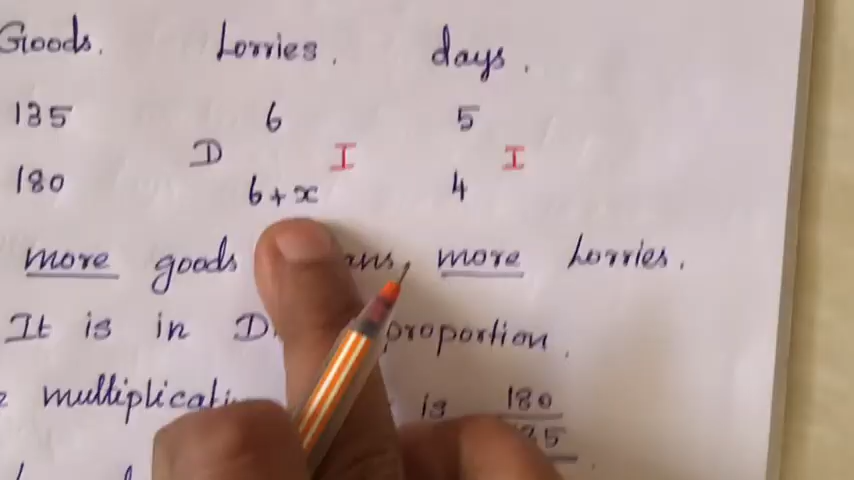 Goods. Lorries. days.
135 6 5
D I I
180 6+x 4
more goods more Lorries.
It is in proportion.
multiplicati is 180